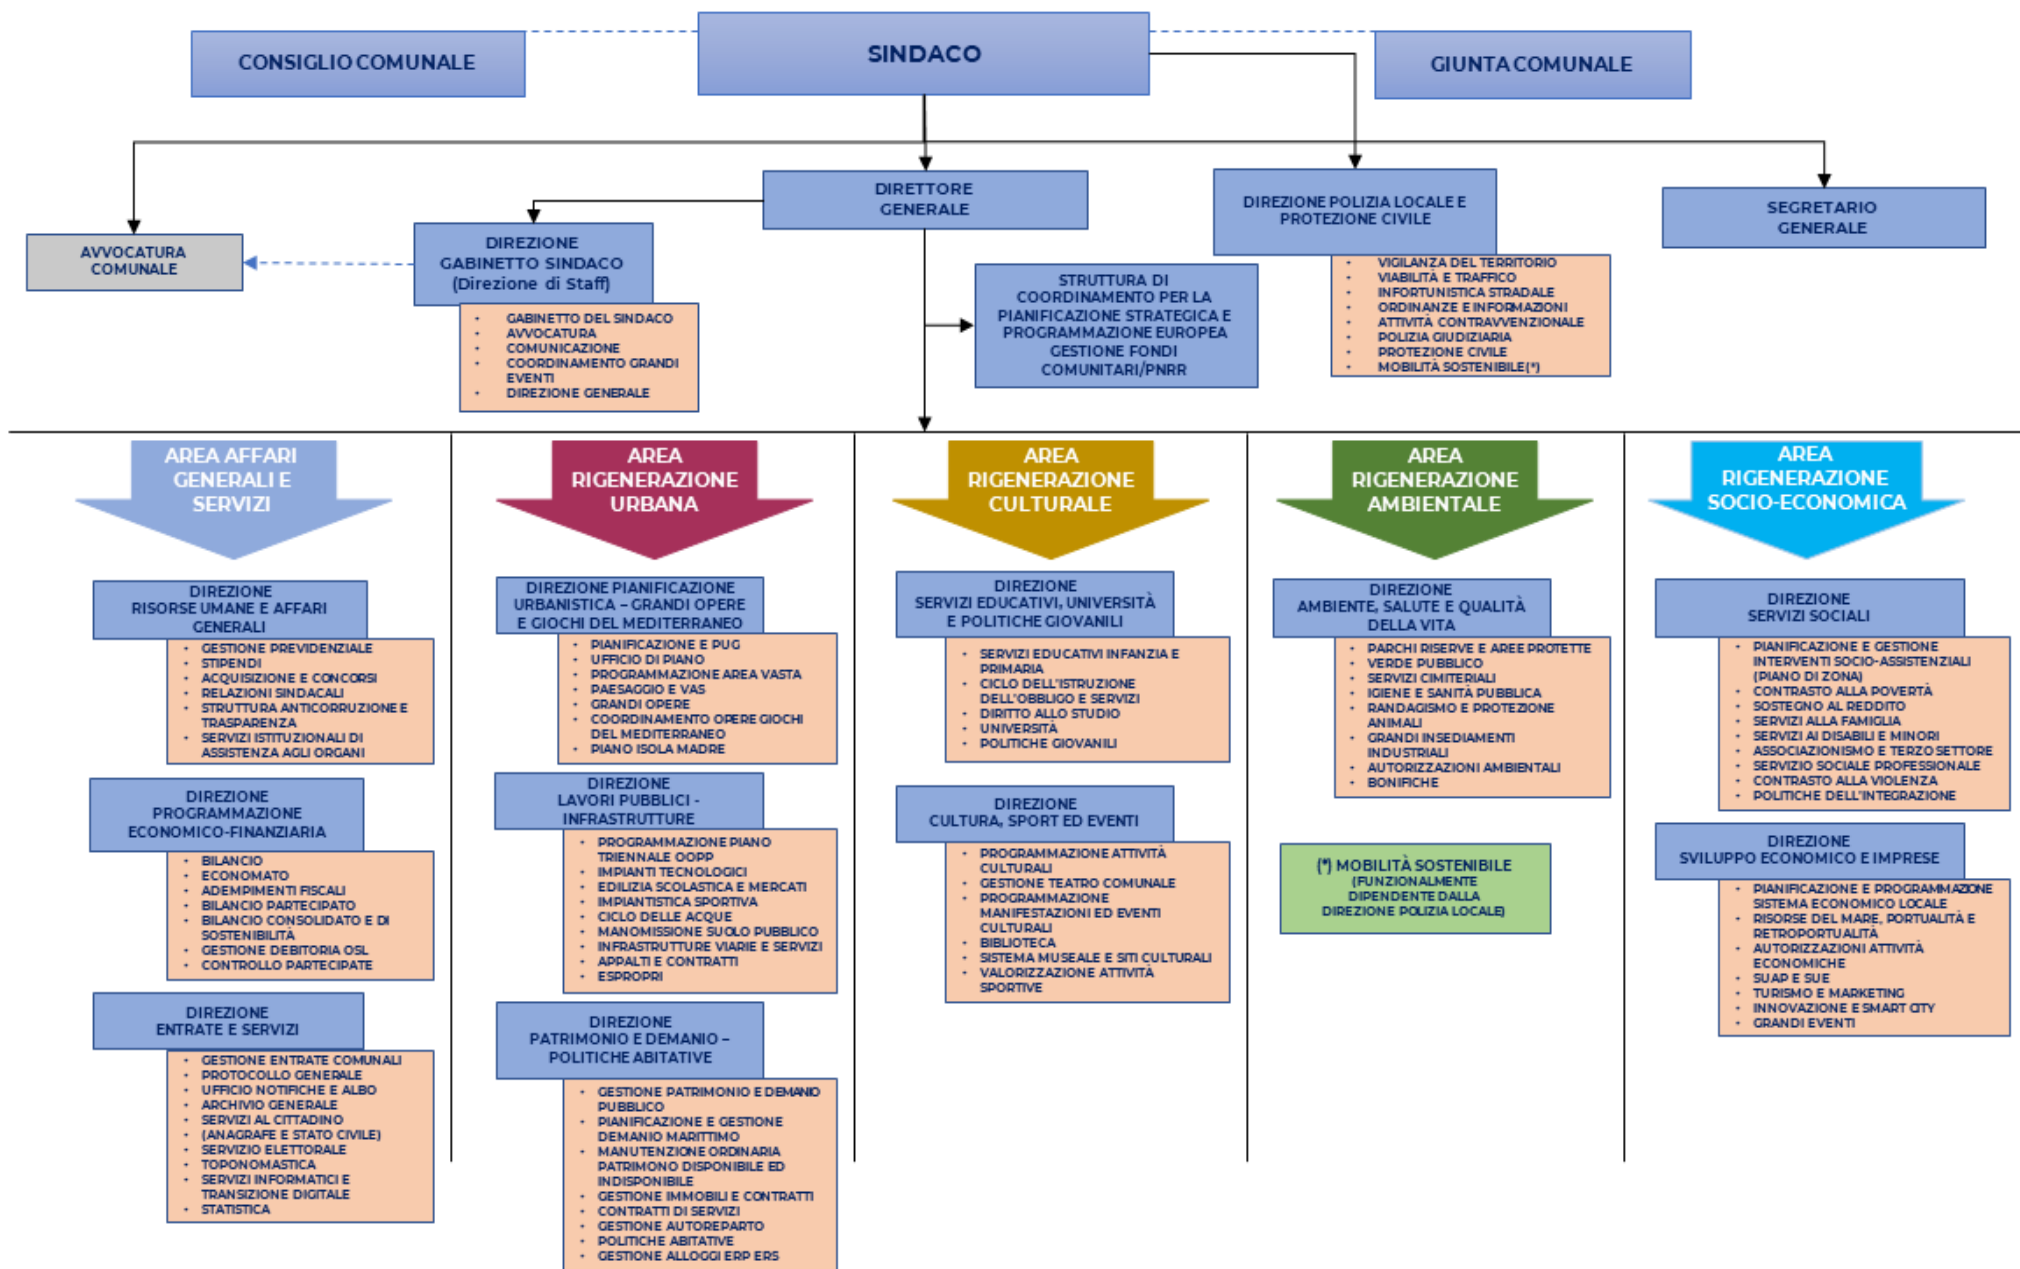 CONSIGLIO COMUNALE
SINDACO
GIUNTA COMUNALE
AVVOCATURA
COMUNALE
DIREZIONE
GABINETTO SINDACO
(Direzione di Staff)
• GABINETTO DEL SINDACO
• AVVOCATURA
• COMUNICAZIONE
• COORDINAMENTO GRANDI
EVENTI
• DIREZIONE GENERALE
DIRETTORE
GENERALE
STRUTTURA DI
COORDINAMENTO PER LA
PIANIFICAZIONE STRATEGICA E
PROGRAMMAZIONE EUROPEA
GESTIONE FONDI
COMUNITARI/PNRR
DIREZIONE POLIZIA LOCALE E
PROTEZIONE CIVILE
• VIGILANZA DEL TERRITORIO
• VIABILITÀ E TRAFFICO
• INFORTUNISTICA STRADALE
• ORDINANZE E INFORMAZIONI
• ATTIVITÀ CONTRAVVENZIONALE
• POLIZIA GIUDIZIARIA
• PROTEZIONE CIVILE
• MOBILITÀ SOSTENIBILE(*)
SEGRETARIO
GENERALE
AREA AFFARI
GENERALI E
SERVIZI
DIREZIONE
RISORSE UMANE E AFFARI
GENERALI
• GESTIONE PREVIDENZIALE
• STIPENDI
• ACQUISIZIONE E CONCORSI
• RELAZIONI SINDACALI
• STRUTTURA ANTICORRUZIONE E
TRASPARENZA
• SERVIZI ISTITUZIONALI DI
ASSISTENZA AGLI ORGANI
DIREZIONE
PROGRAMMAZIONE
ECONOMICO-FINANZIARIA
• BILANCIO
• ECONOMATO
• ADEMPIMENTI FISCALI
• BILANCIO PARTECIPATO
• BILANCIO CONSOLIDATO E DI
SOSTENIBILITÀ
• GESTIONE DEBITORIA OSL
• CONTROLLO PARTECIPATE
DIREZIONE
ENTRATE E SERVIZI
• GESTIONE ENTRATE COMUNALI
• PROTOCOLLO GENERALE
• UFFICIO NOTIFICHE E ALBO
• ARCHIVIO GENERALE
• SERVIZI AL CITTADINO
• (ANAGRAFE E STATO CIVILE)
• SERVIZIO ELETTORALE
• TOPONOMASTICA
• SERVIZI INFORMATICI E
TRANSIZIONE DIGITALE
• STATISTICA
AREA
RIGENERAZIONE
URBANA
DIREZIONE PIANIFICAZIONE
URBANISTICA – GRANDI OPERE
E GIOCHI DEL MEDITERRANEO
• PIANIFICAZIONE E PUG
• UFFICIO DI PIANO
• PROGRAMMAZIONE AREA VASTA
• PAESAGGIO E VAS
• GRANDI OPERE
• COORDINAMENTO OPERE GIOCHI
DEL MEDITERRANEO
• PIANO ISOLA MADRE
DIREZIONE
LAVORI PUBBLICI -
INFRASTRUTTURE
• PROGRAMMAZIONE PIANO
TRIENNALE OOPP
• IMPIANTI TECNOLOGICI
• EDILIZIA SCOLASTICA E MERCATI
• IMPIANTISTICA SPORTIVA
• CICLO DELLE ACQUE
• MANOMISSIONE SUOLO PUBBLICO
• INFRASTRUTTURE VIARIE E SERVIZI
• APPALTI E CONTRATTI
• ESPROPRI
DIREZIONE
PATRIMONIO E DEMANIO –
POLITICHE ABITATIVE
• GESTIONE PATRIMONIO E DEMANIO
PUBBLICO
• PIANIFICAZIONE E GESTIONE
DEMANIO MARITTIMO
• MANUTENZIONE ORDINARIA
PATRIMONO DISPONIBILE ED
INDISPONIBILE
• GESTIONE IMMOBILI E CONTRATTI
• CONTRATTI DI SERVIZI
• GESTIONE AUTOREPARTO
• POLITICHE ABITATIVE
• GESTIONE ALLOGGI ERP ERS
AREA
RIGENERAZIONE
CULTURALE
DIREZIONE
SERVIZI EDUCATIVI, UNIVERSITÀ
E POLITICHE GIOVANILI
• SERVIZI EDUCATIVI INFANZIA E
PRIMARIA
• CICLO DELL'ISTRUZIONE
DELL'OBBLIGO E SERVIZI
• DIRITTO ALLO STUDIO
• UNIVERSITÀ
• POLITICHE GIOVANILI
DIREZIONE
CULTURA, SPORT ED EVENTI
• PROGRAMMAZIONE ATTIVITÀ
CULTURALI
• GESTIONE TEATRO COMUNALE
• PROGRAMMAZIONE
MANIFESTAZIONI ED EVENTI
CULTURALI
• BIBLIOTECA
• SISTEMA MUSEALE E SITI CULTURALI
• VALORIZZAZIONE ATTIVITÀ
SPORTIVE
AREA
RIGENERAZIONE
AMBIENTALE
DIREZIONE
AMBIENTE, SALUTE E QUALITÀ
DELLA VITA
• PARCHI RISERVE E AREE PROTETTE
• VERDE PUBBLICO
• SERVIZI CIMITERIALI
• IGIENE E SANITÀ PUBBLICA
• RANDAGISMO E PROTEZIONE
ANIMALI
• GRANDI INSEDIAMENTI
INDUSTRIALI
• AUTORIZZAZIONI AMBIENTALI
• BONIFICHE
(*) MOBILITÀ SOSTENIBILE
(FUNZIONALMENTE
DIPENDENTE DALLA
DIREZIONE POLIZIA LOCALE)
AREA
RIGENERAZIONE
SOCIO-ECONOMICA
DIREZIONE
SERVIZI SOCIALI
• PIANIFICAZIONE E GESTIONE
INTERVENTI SOCIO-ASSISTENZIALI
(PIANO DI ZONA)
• CONTRASTO ALLA POVERTÀ
• SOSTEGNO AL REDDITO
• SERVIZI ALLA FAMIGLIA
• SERVIZI AI DISABILI E MINORI
• ASSOCIAZIONISMO E TERZO SETTORE
• SERVIZIO SOCIALE PROFESSIONALE
• CONTRASTO ALLA VIOLENZA
• POLITICHE DELL'INTEGRAZIONE
DIREZIONE
SVILUPPO ECONOMICO E IMPRESE
• PIANIFICAZIONE E PROGRAMMAZIONE
SISTEMA ECONOMICO LOCALE
• RISORSE DEL MARE, PORTUALITÀ E
RETROPORTUALITÀ
• AUTORIZZAZIONI ATTIVITÀ
ECONOMICHE
• SUAP E SUE
• TURISMO E MARKETING
• INNOVAZIONE E SMART CITY
• GRANDI EVENTI